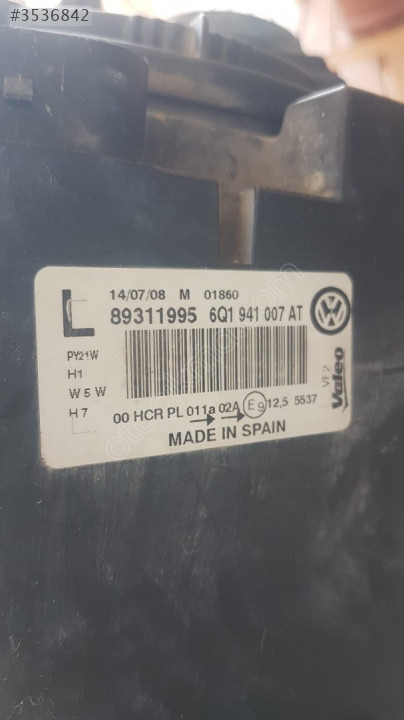 #3536842
L
14/07/08 M 01860
89311995 6Q1 941 007 AT
PY21W
H1
W5W
H7
00 HCR PL 011a 02A E9 12,5 5537
MADE IN SPAIN
VF2
Valeo